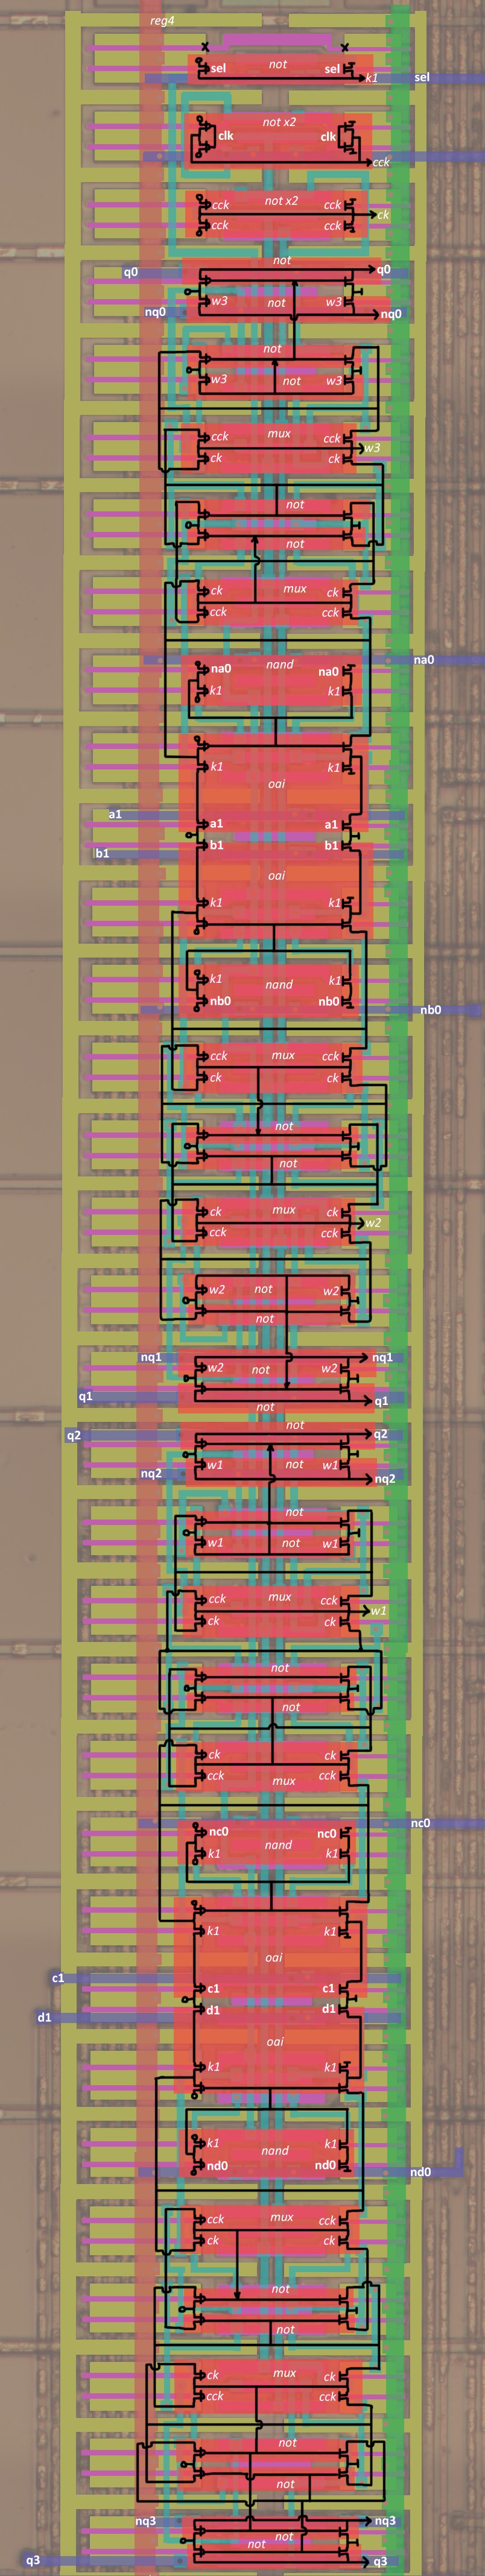 reg4
sel not sel
k1 sel
not x2
clk clk
cck
cck not x2 cck
ck
cck cck
not
q0 q0
w3 not w3
nq0 nq0
not
w3 not w3
cck mux cck
w3
ck ck
not
not
ck mux ck
cck cck
na0
na0 nand na0
k1 k1
k1 k1
oai
a1
a1 a1
b1 b1
b1
oai
k1 k1
k1 nand k1
nb0 nb0
nb0
cck mux cck
ck ck
not
not
ck mux ck
w2
cck cck
w2 not w2
not
nq1 nq1
w2 not w2
q1 q1
not
not
q2 q2
w1 not w1
nq2 nq2
not
w1 not w1
cck mux cck
w1
ck ck
not
not
ck ck
cck mux cck
nc0
nc0 nand nc0
k1 k1
k1 k1
oai
c1
c1 c1
d1 d1
d1
oai
k1 k1
k1 nand k1
nd0 nd0
nd0
cck mux cck
ck ck
not
not
ck mux ck
cck cck
not
not
nq3 nq3
not
not
q3 q3